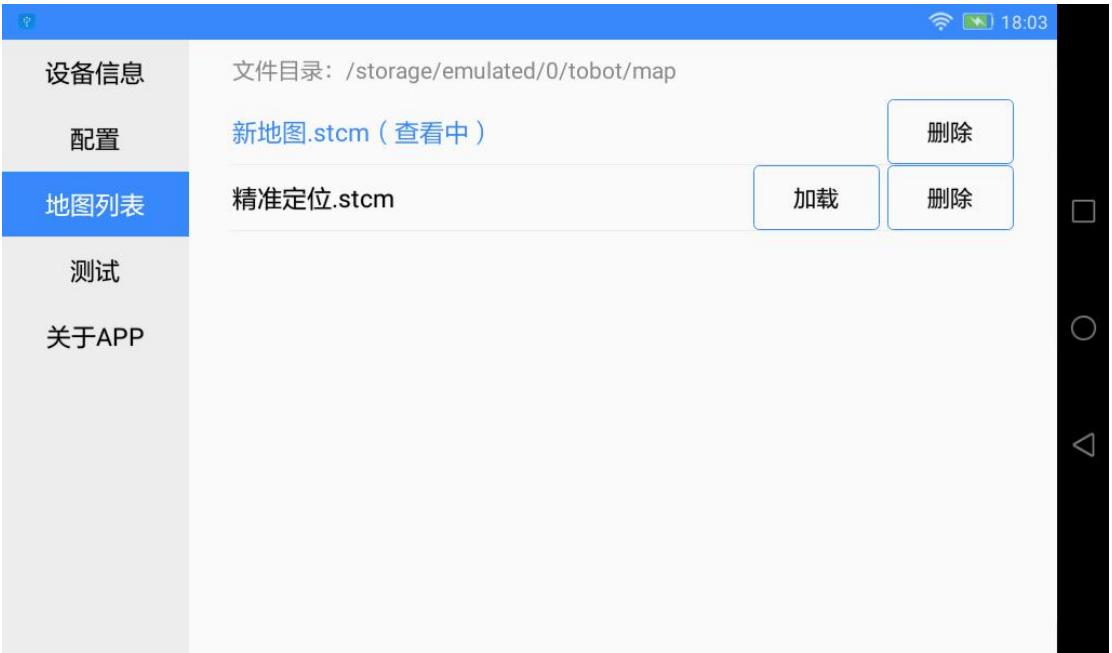 18:03
设备信息
配置
地图列表
测试
关于APP
文件目录：/storage/emulated/0/tobot/map
新地图.stcm（查看中） 删除
精准定位.stcm 加载 删除